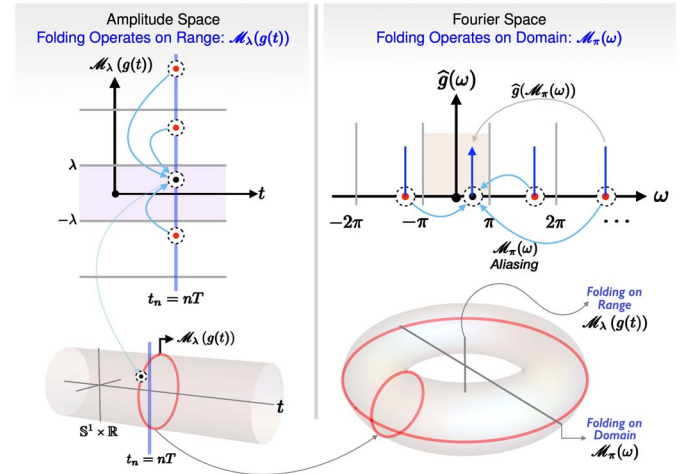 Amplitude Space
Folding Operates on Range: ℳλ(g(t))
ℳλ(g(t))
λ
−λ
t
tₙ = nT
ℳλ(g(t))
t
𝕊¹ × ℝ
tₙ = nT
Fourier Space
Folding Operates on Domain: ℳπ(ω)
ĝ(ω)
ĝ(ℳπ(ω))
ω
−2π
−π
π
2π
...
ℳπ(ω)
Aliasing
Folding on
Range
ℳλ(g(t))
Folding on
Domain
ℳπ(ω)